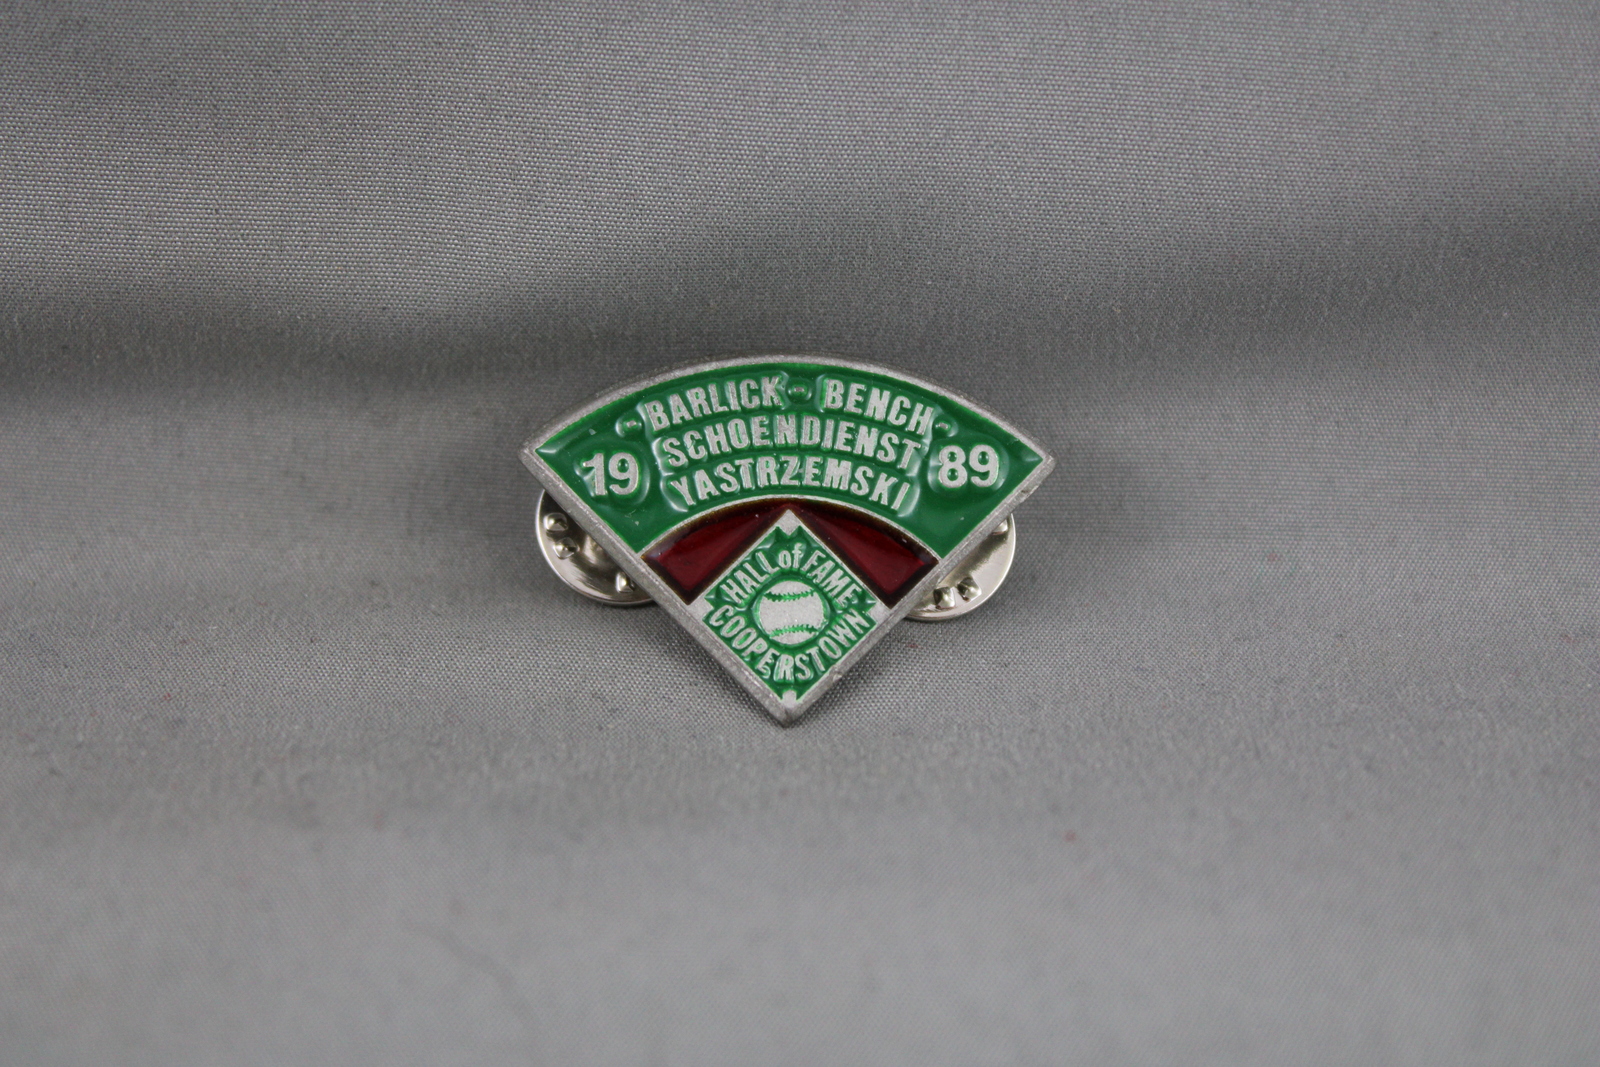 BARLICK • BENCH
SCHOENDIENST
YASTRZEMSKI
19 89
HALL of FAME
COOPERSTOWN